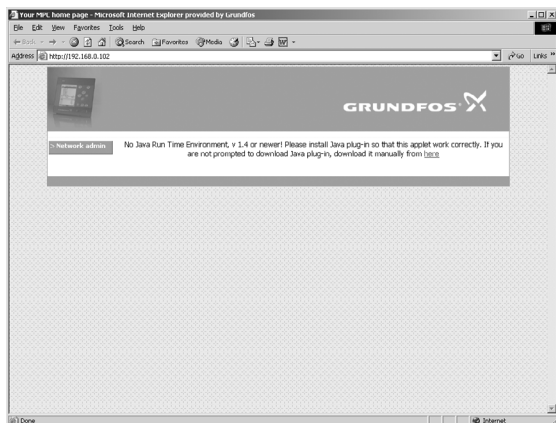 Your MPC home page - Microsoft Internet Explorer provided by Grundfos
File Edit View Favorites Tools Help
Back Search Favorites Media
Address http://192.168.0.102 Go Links »
GRUNDFOS
> Network admin
No Java Run Time Environment, v 1.4 or newer! Please install Java plug-in so that this applet work correctly. If you
are not prompted to download Java plug-in, download it manually from here
Done Internet